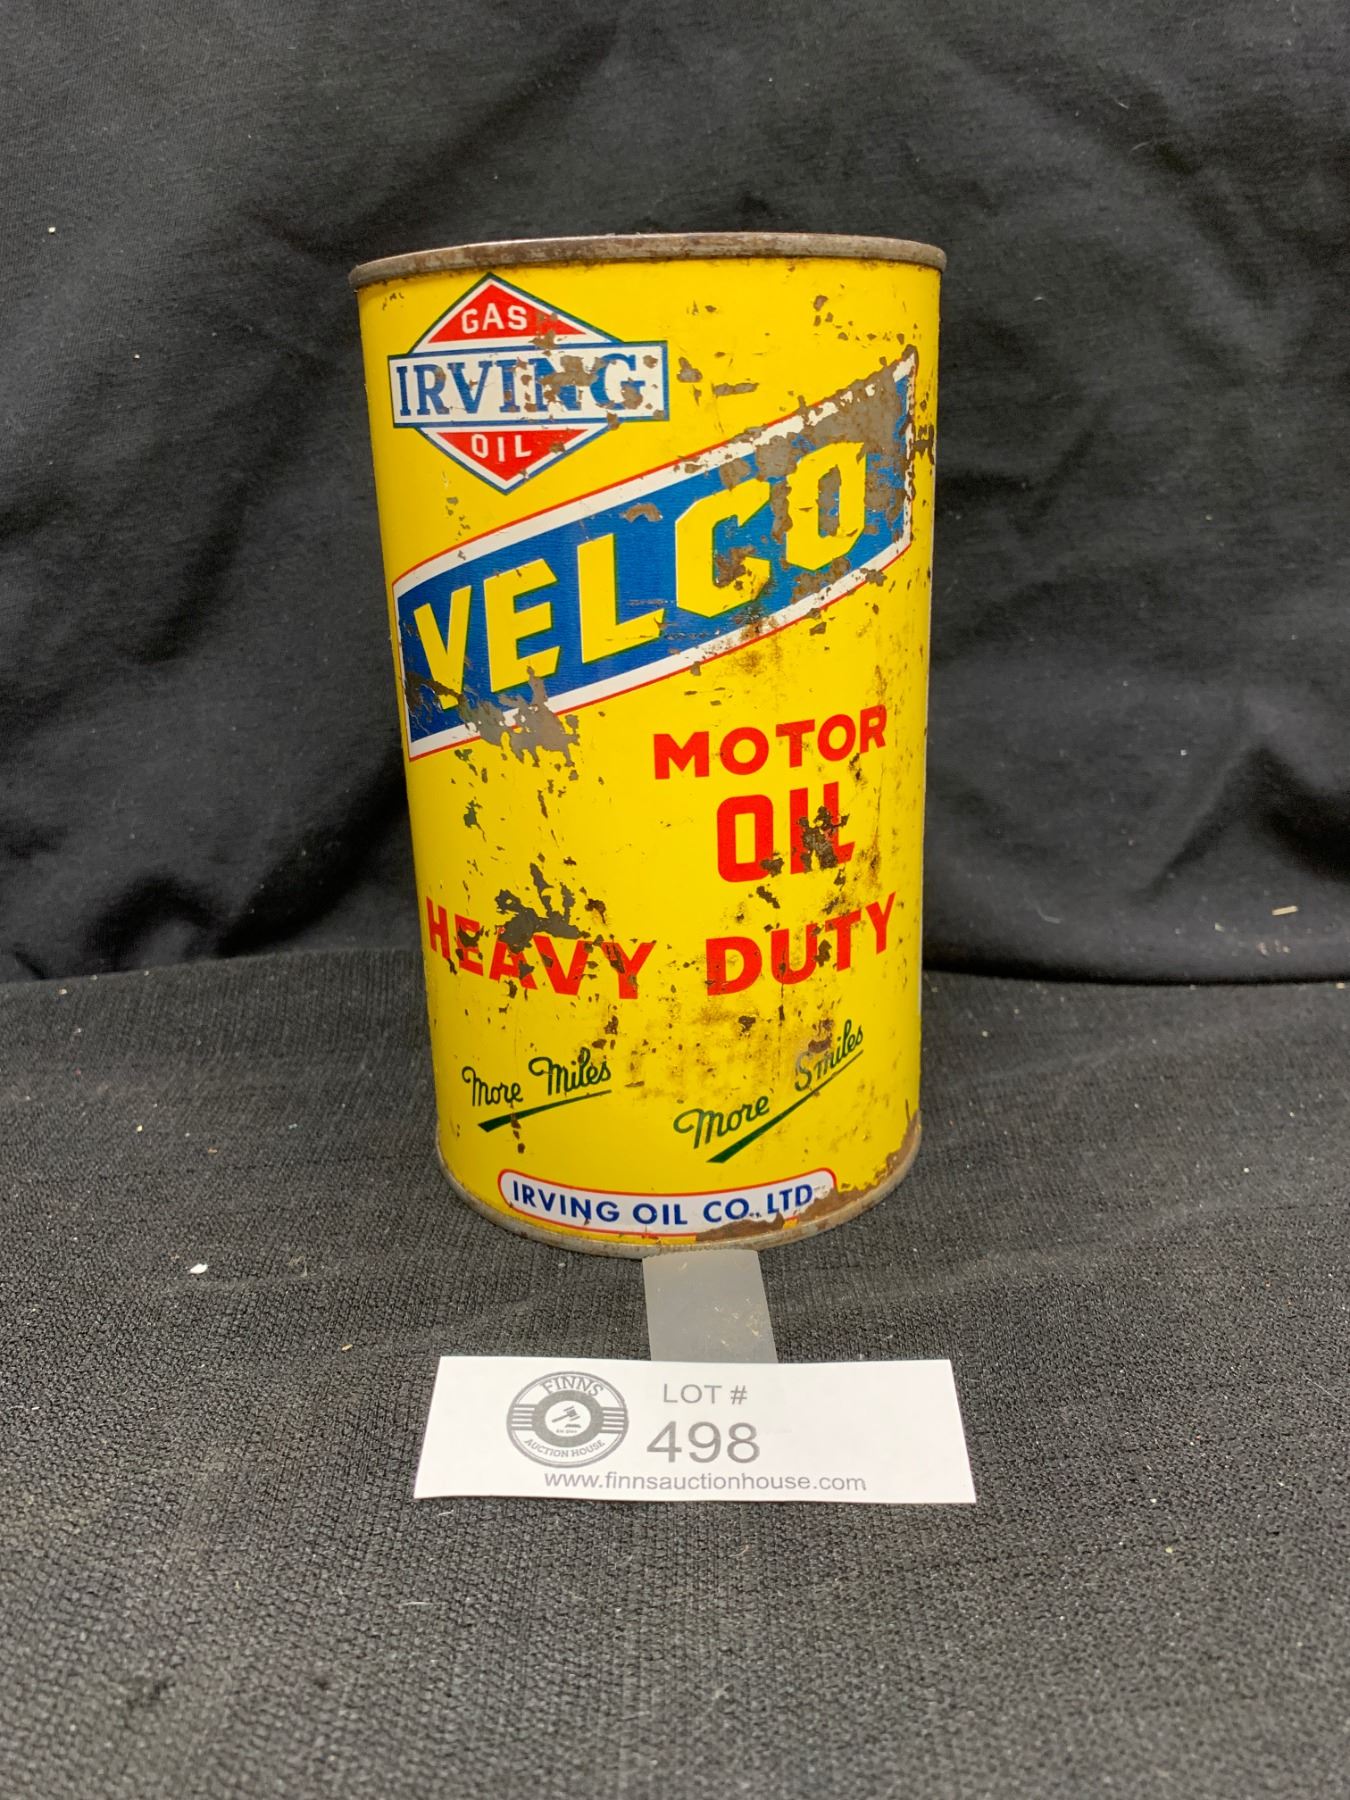 GAS
IRVING
OIL
VELCO
MOTOR
OIL
HEAVY DUTY
More Miles
More Smiles
IRVING OIL CO., LTD.
FINNS
AUCTION HOUSE
LOT #
498
www.finnsauctionhouse.com